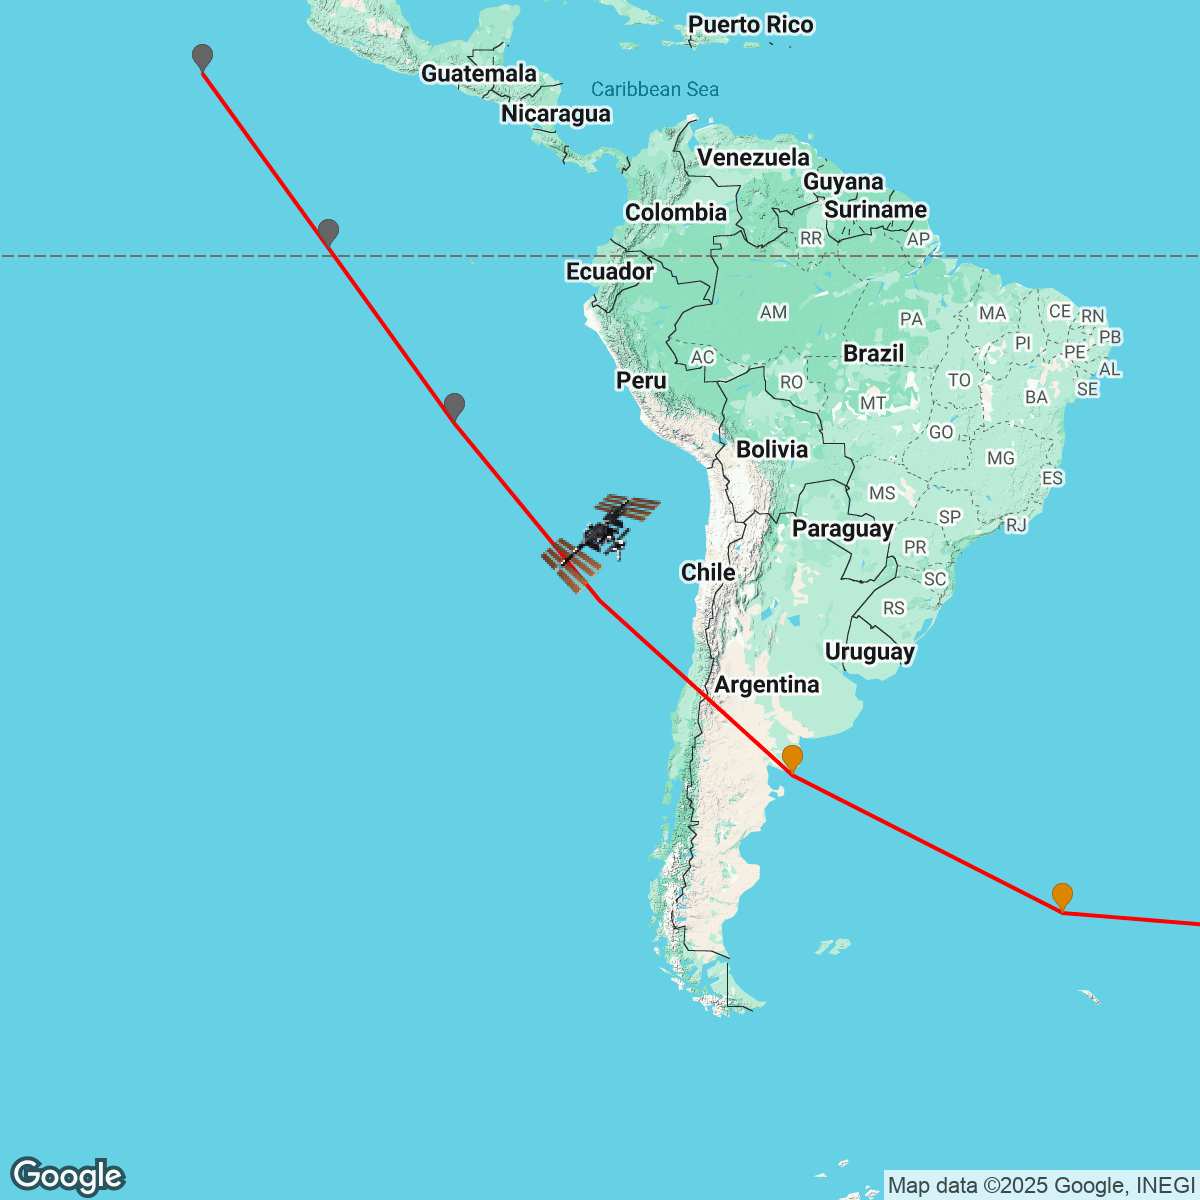 Puerto Rico
Guatemala
Caribbean Sea
Nicaragua
Venezuela
Guyana
Colombia
Suriname
RR
AP
Ecuador
AM
PA
MA
CE
RN
PI
PB
Brazil
PE
AC
AL
Peru
RO
TO
SE
BA
MT
GO
Bolivia
MG
ES
MS
SP
Paraguay
RJ
PR
Chile
SC
RS
Uruguay
Argentina
Google
Map data ©2025 Google, INEGI